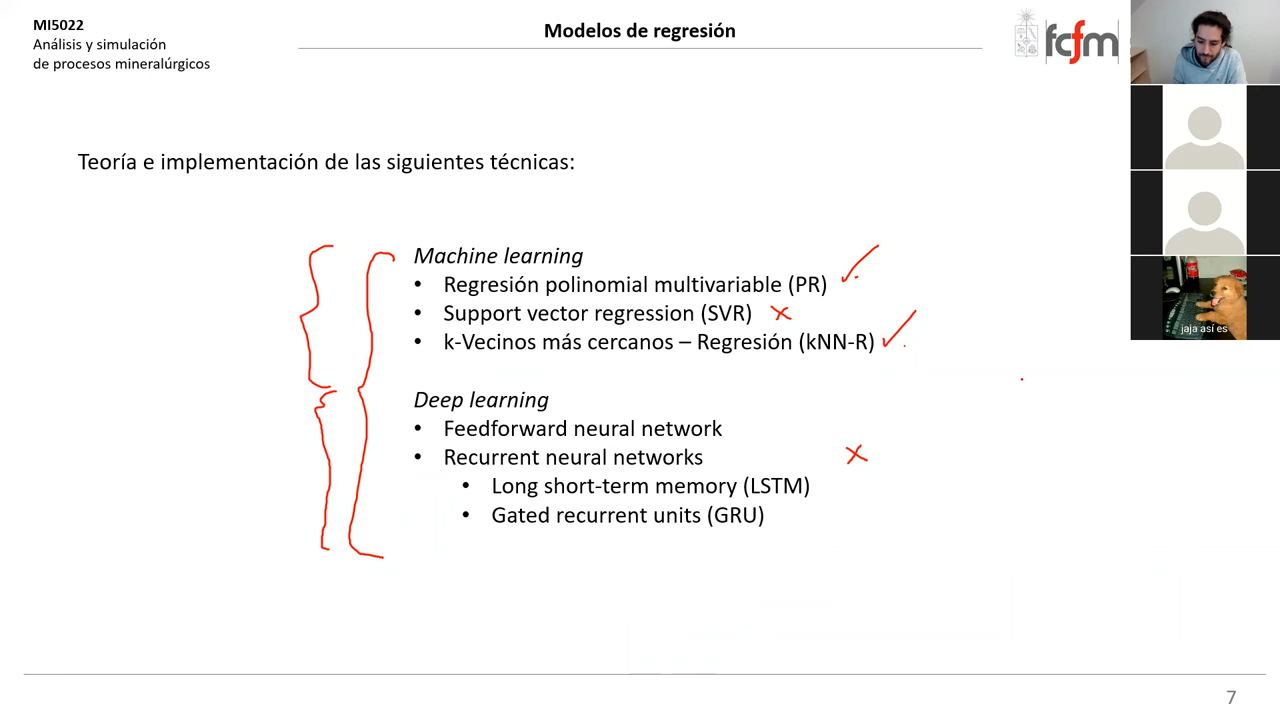 MI5022
Análisis y simulación
de procesos mineralúrgicos
Modelos de regresión
fcfm
Teoría e implementación de las siguientes técnicas:
Machine learning
• Regresión polinomial multivariable (PR)
• Support vector regression (SVR)
• k-Vecinos más cercanos – Regresión (kNN-R)
Deep learning
• Feedforward neural network
• Recurrent neural networks
• Long short-term memory (LSTM)
• Gated recurrent units (GRU)
jaja así es
7